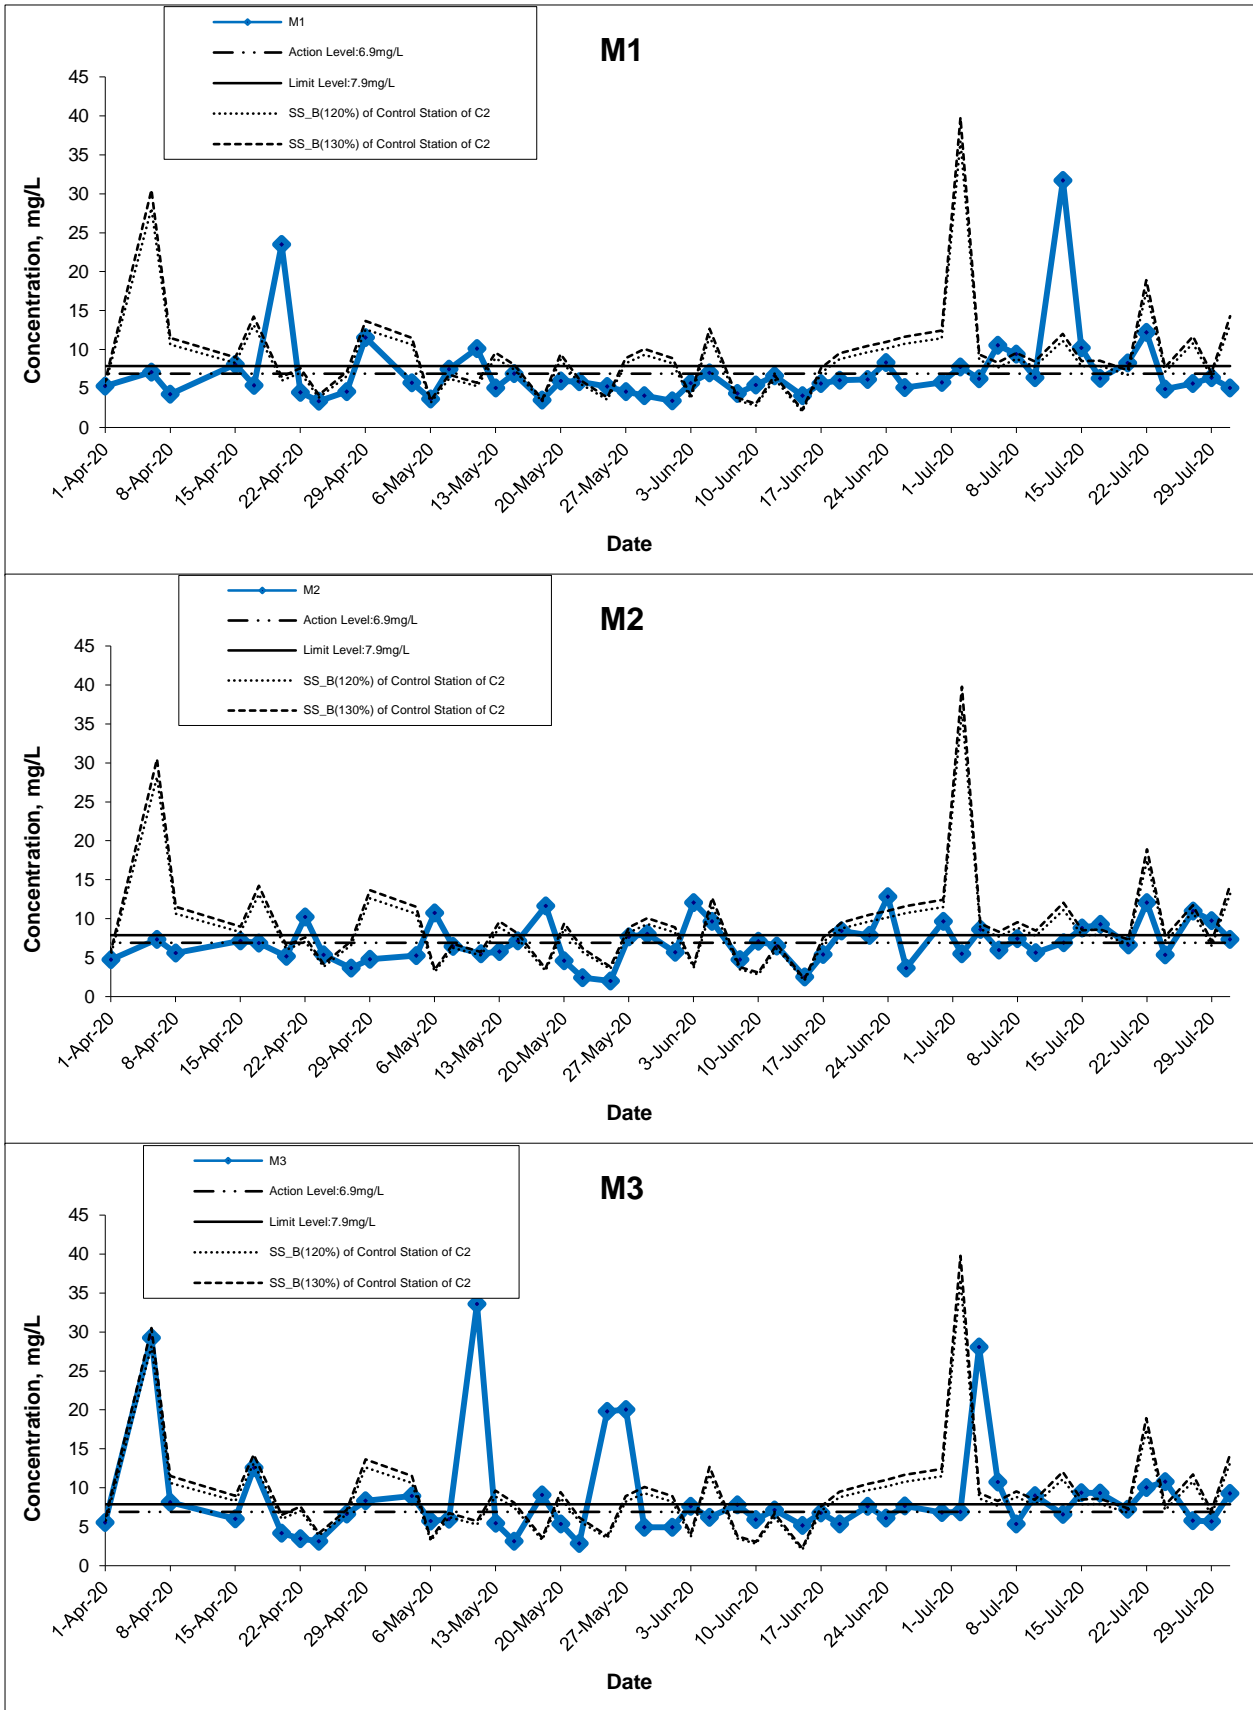 M1
M1
Action Level:6.9mg/L
Limit Level:7.9mg/L
SS_B(120%) of Control Station of C2
SS_B(130%) of Control Station of C2
Concentration, mg/L
45
40
35
30
25
20
15
10
5
0
1-Apr-20
8-Apr-20
15-Apr-20
22-Apr-20
29-Apr-20
6-May-20
13-May-20
20-May-20
27-May-20
3-Jun-20
10-Jun-20
17-Jun-20
24-Jun-20
1-Jul-20
8-Jul-20
15-Jul-20
22-Jul-20
29-Jul-20
Date
M2
M2
Action Level:6.9mg/L
Limit Level:7.9mg/L
SS_B(120%) of Control Station of C2
SS_B(130%) of Control Station of C2
Concentration, mg/L
45
40
35
30
25
20
15
10
5
0
1-Apr-20
8-Apr-20
15-Apr-20
22-Apr-20
29-Apr-20
6-May-20
13-May-20
20-May-20
27-May-20
3-Jun-20
10-Jun-20
17-Jun-20
24-Jun-20
1-Jul-20
8-Jul-20
15-Jul-20
22-Jul-20
29-Jul-20
Date
M3
M3
Action Level:6.9mg/L
Limit Level:7.9mg/L
SS_B(120%) of Control Station of C2
SS_B(130%) of Control Station of C2
Concentration, mg/L
45
40
35
30
25
20
15
10
5
0
1-Apr-20
8-Apr-20
15-Apr-20
22-Apr-20
29-Apr-20
6-May-20
13-May-20
20-May-20
27-May-20
3-Jun-20
10-Jun-20
17-Jun-20
24-Jun-20
1-Jul-20
8-Jul-20
15-Jul-20
22-Jul-20
29-Jul-20
Date